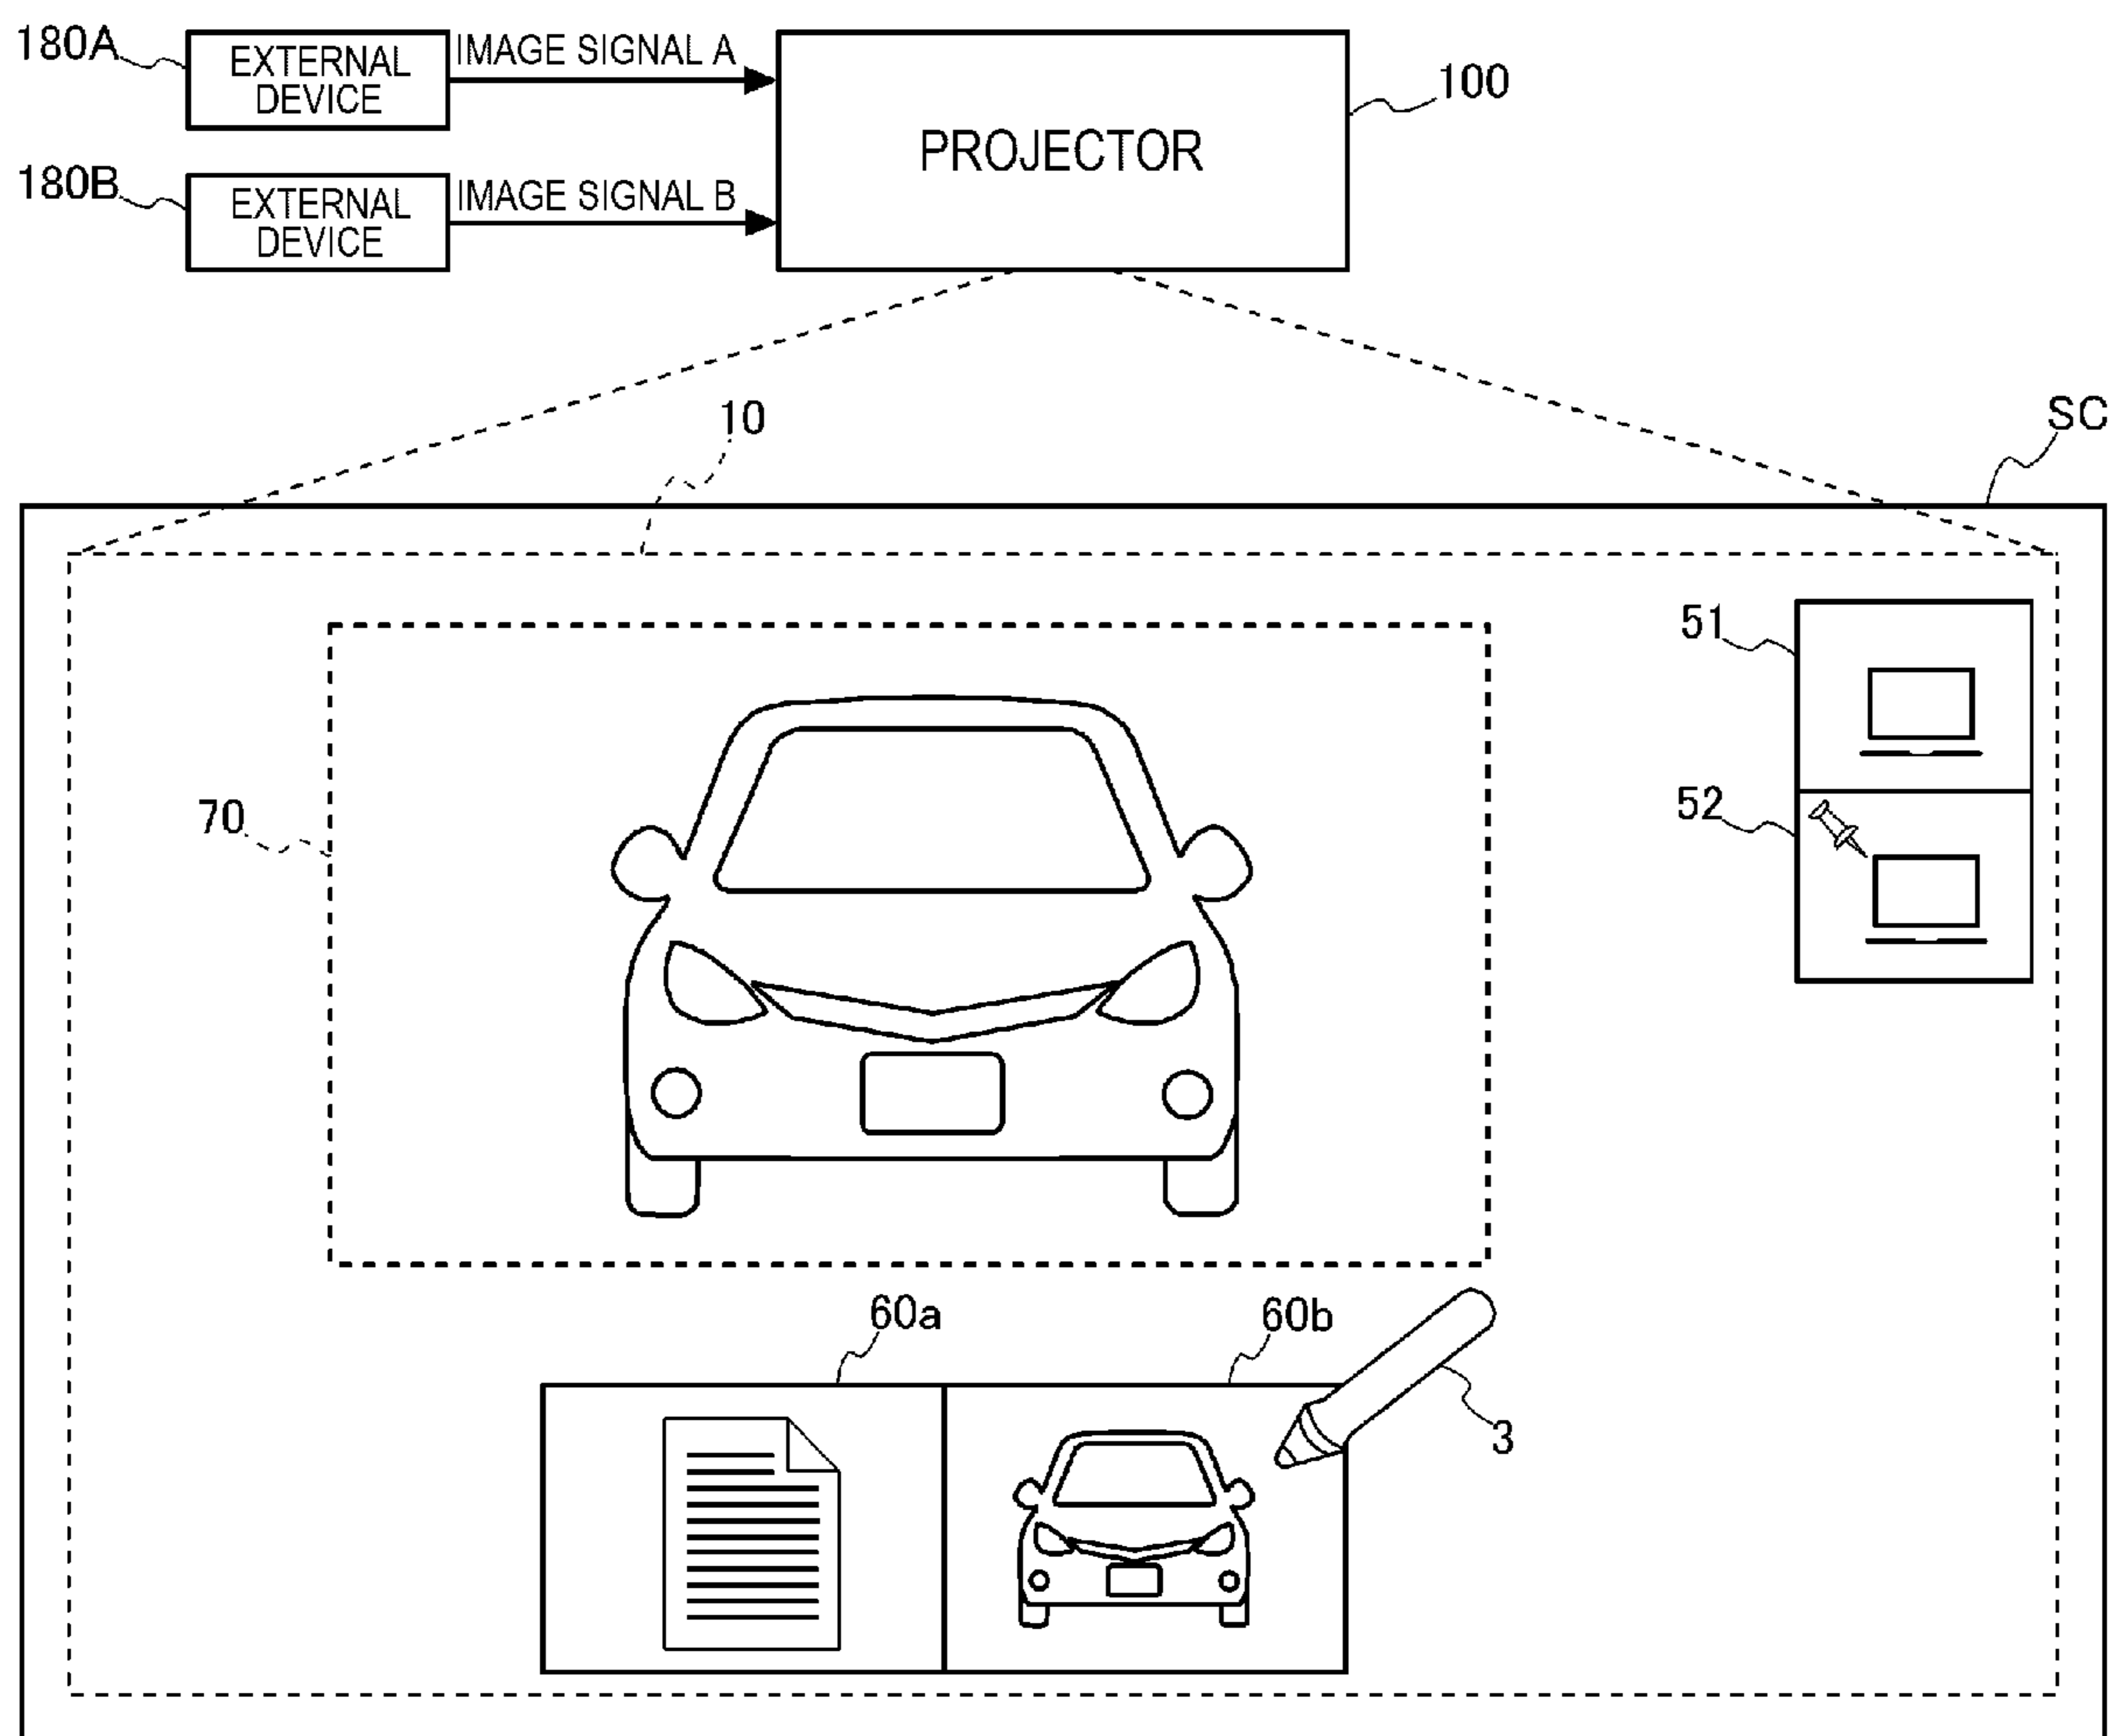 180A
EXTERNAL
DEVICE
IMAGE SIGNAL A
PROJECTOR
100
180B
EXTERNAL
DEVICE
IMAGE SIGNAL B
10
SC
51
70
52
60a
60b
3